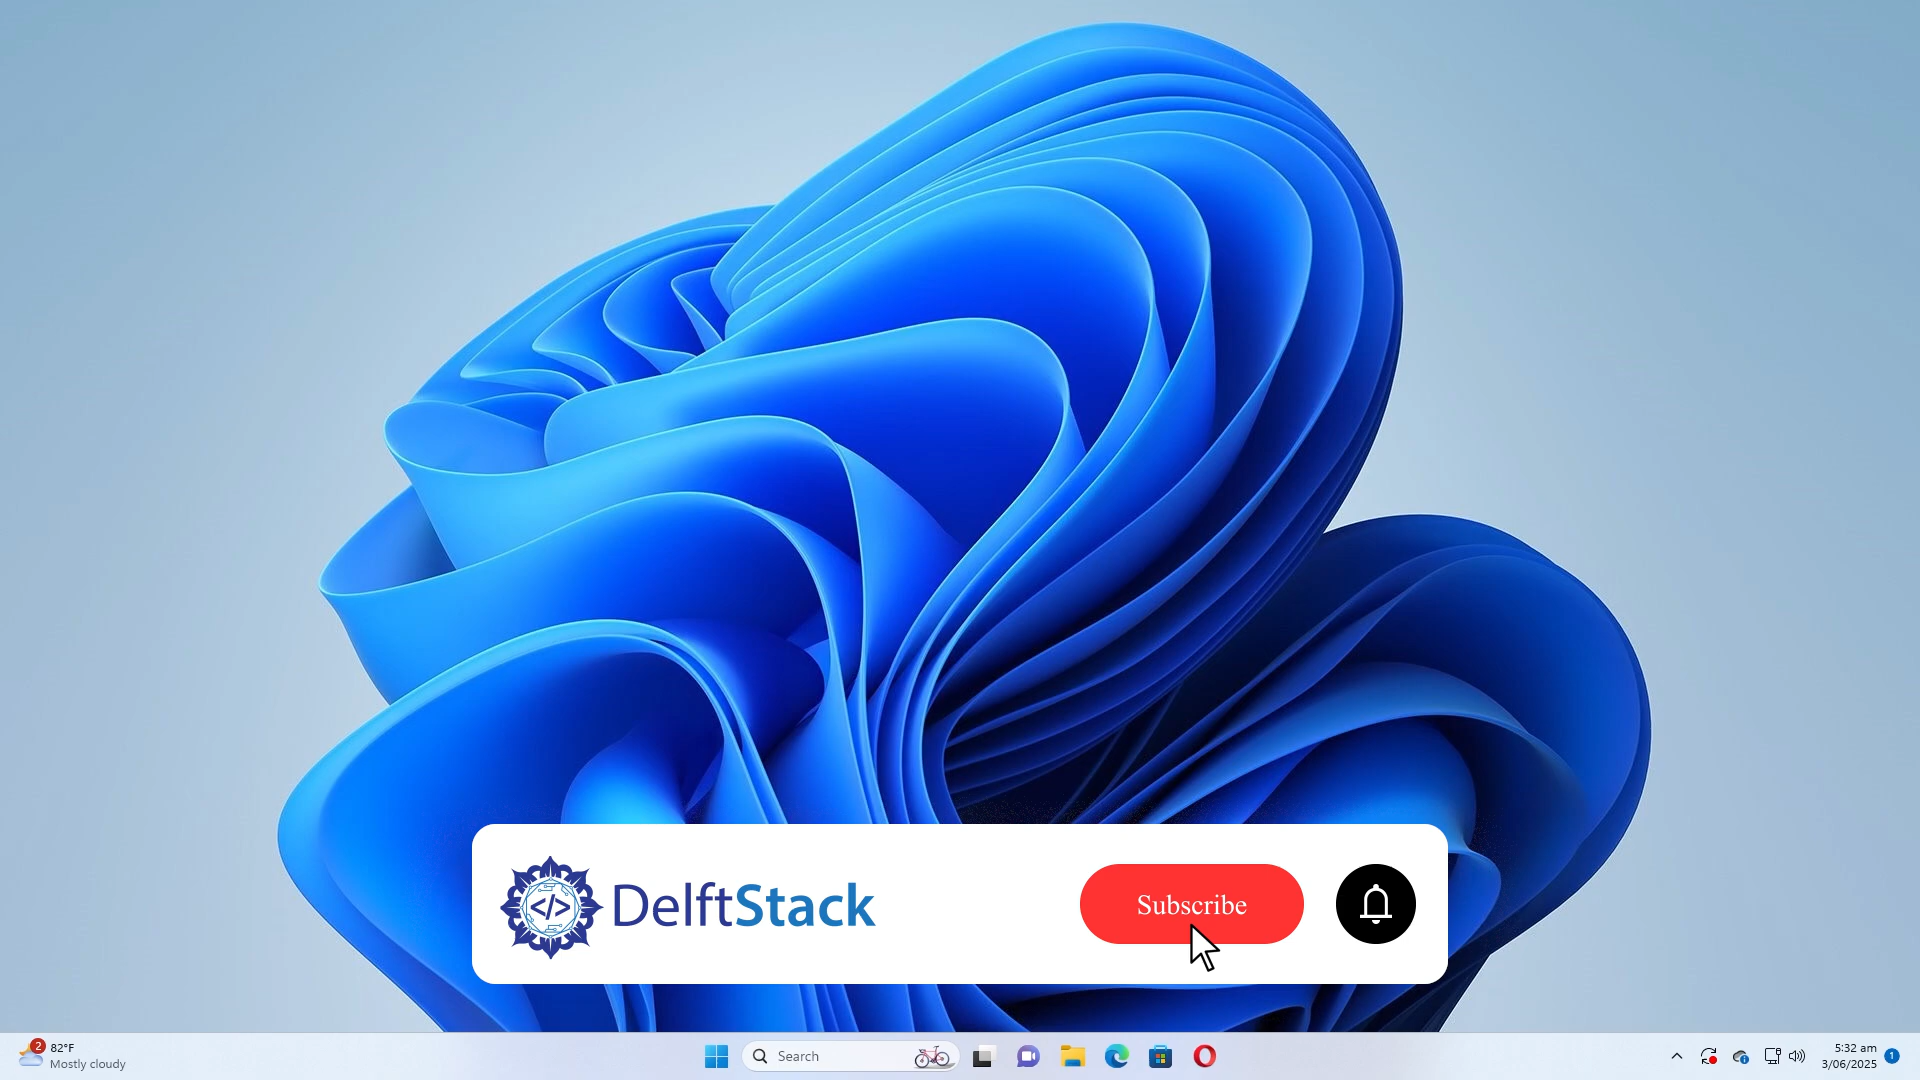 </>
DelftStack
Subscribe
2
82°F
Mostly cloudy
Search
5:32 am
3/06/2025
1